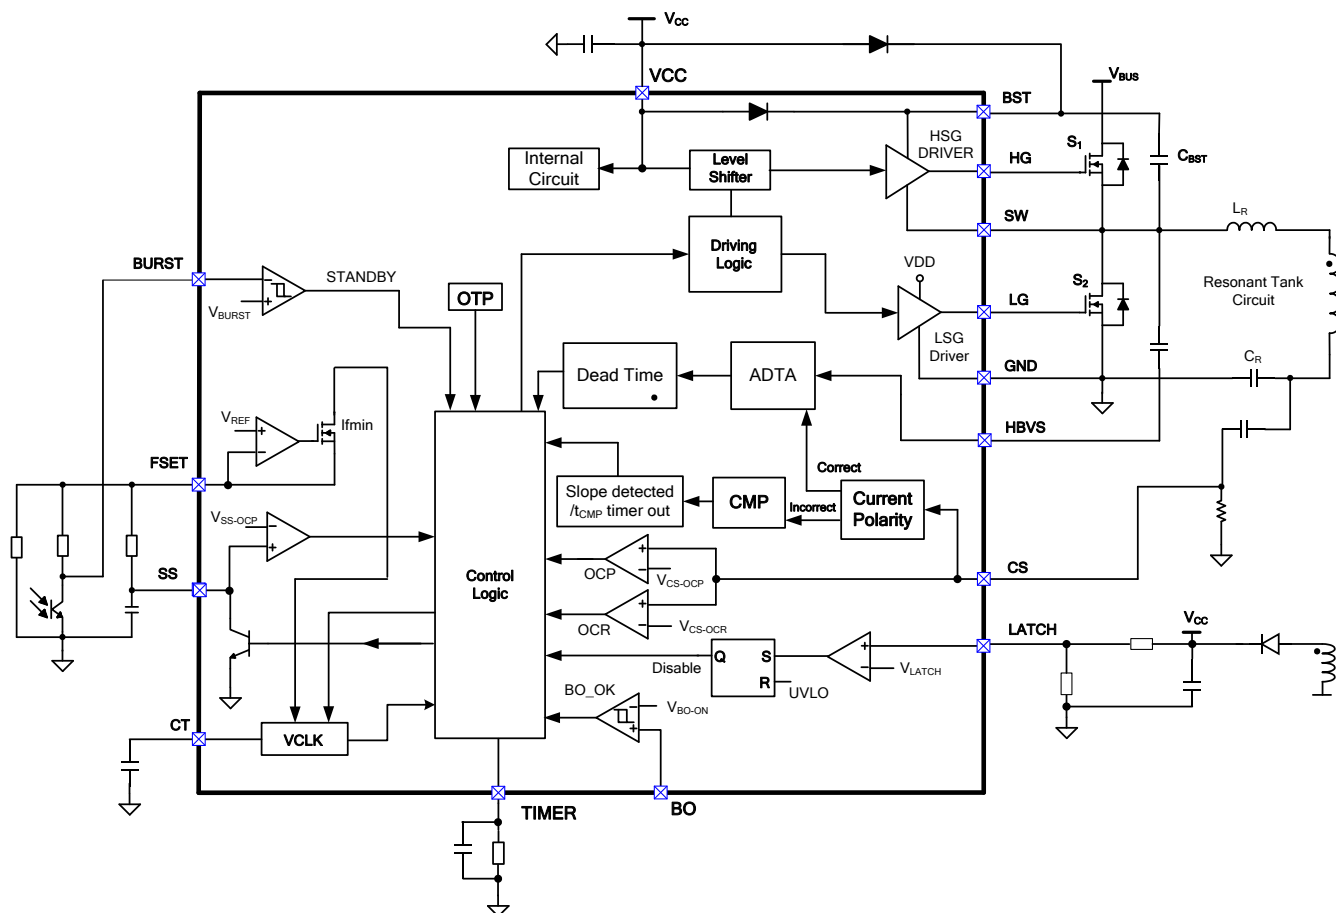 VCC
VCC
BST
VBUS
HSG
DRIVER
S1
CBST
Internal
Circuit
Level
Shifter
HG
SW
LR
Driving
Logic
BURST
STANDBY
VDD
Resonant Tank
Circuit
VBURST
OTP
S2
LG
LSG
Driver
GND
CR
Dead Time
ADTA
VREF
Ifmin
HBVS
FSET
Correct
Slope detected
/tCMP timer out
CMP
Incorrect
Current
Polarity
VSS-OCP
SS
Control
Logic
OCP
VCS-OCP
CS
OCR
VCS-OCR
LATCH
VCC
Disable
Q
S
R
UVLO
VLATCH
BO_OK
VBO-ON
CT
VCLK
TIMER
BO
+
−